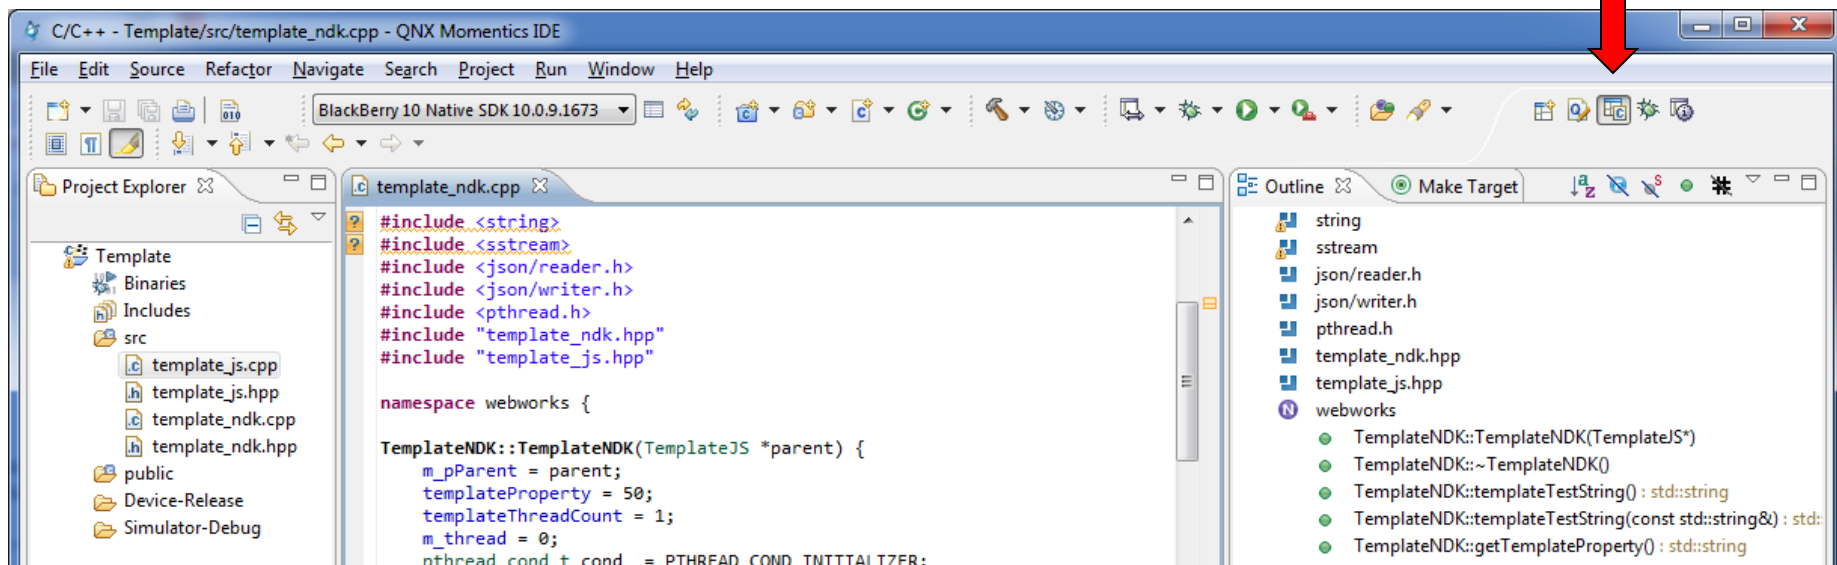 C/C++ - Template/src/template_ndk.cpp - QNX Momentics IDE
File Edit Source Refactor Navigate Search Project Run Window Help
BlackBerry 10 Native SDK 10.0.9.1673
Project Explorer
Template
Binaries
Includes
src
template_js.cpp
template_js.hpp
template_ndk.cpp
template_ndk.hpp
public
Device-Release
Simulator-Debug
template_ndk.cpp
#include <string>
#include <sstream>
#include <json/reader.h>
#include <json/writer.h>
#include <pthread.h>
#include "template_ndk.hpp"
#include "template_js.hpp"
namespace webworks {
TemplateNDK::TemplateNDK(TemplateJS *parent) {
m_pParent = parent;
templateProperty = 50;
templateThreadCount = 1;
m_thread = 0;
pthread_cond_t cond = PTHREAD_COND_INITIALIZER;
Outline Make Target
string
sstream
json/reader.h
json/writer.h
pthread.h
template_ndk.hpp
template_js.hpp
webworks
TemplateNDK::TemplateNDK(TemplateJS*)
TemplateNDK::~TemplateNDK()
TemplateNDK::templateTestString() : std::string
TemplateNDK::templateTestString(const std::string&) : std::
TemplateNDK::getTemplateProperty() : std::string